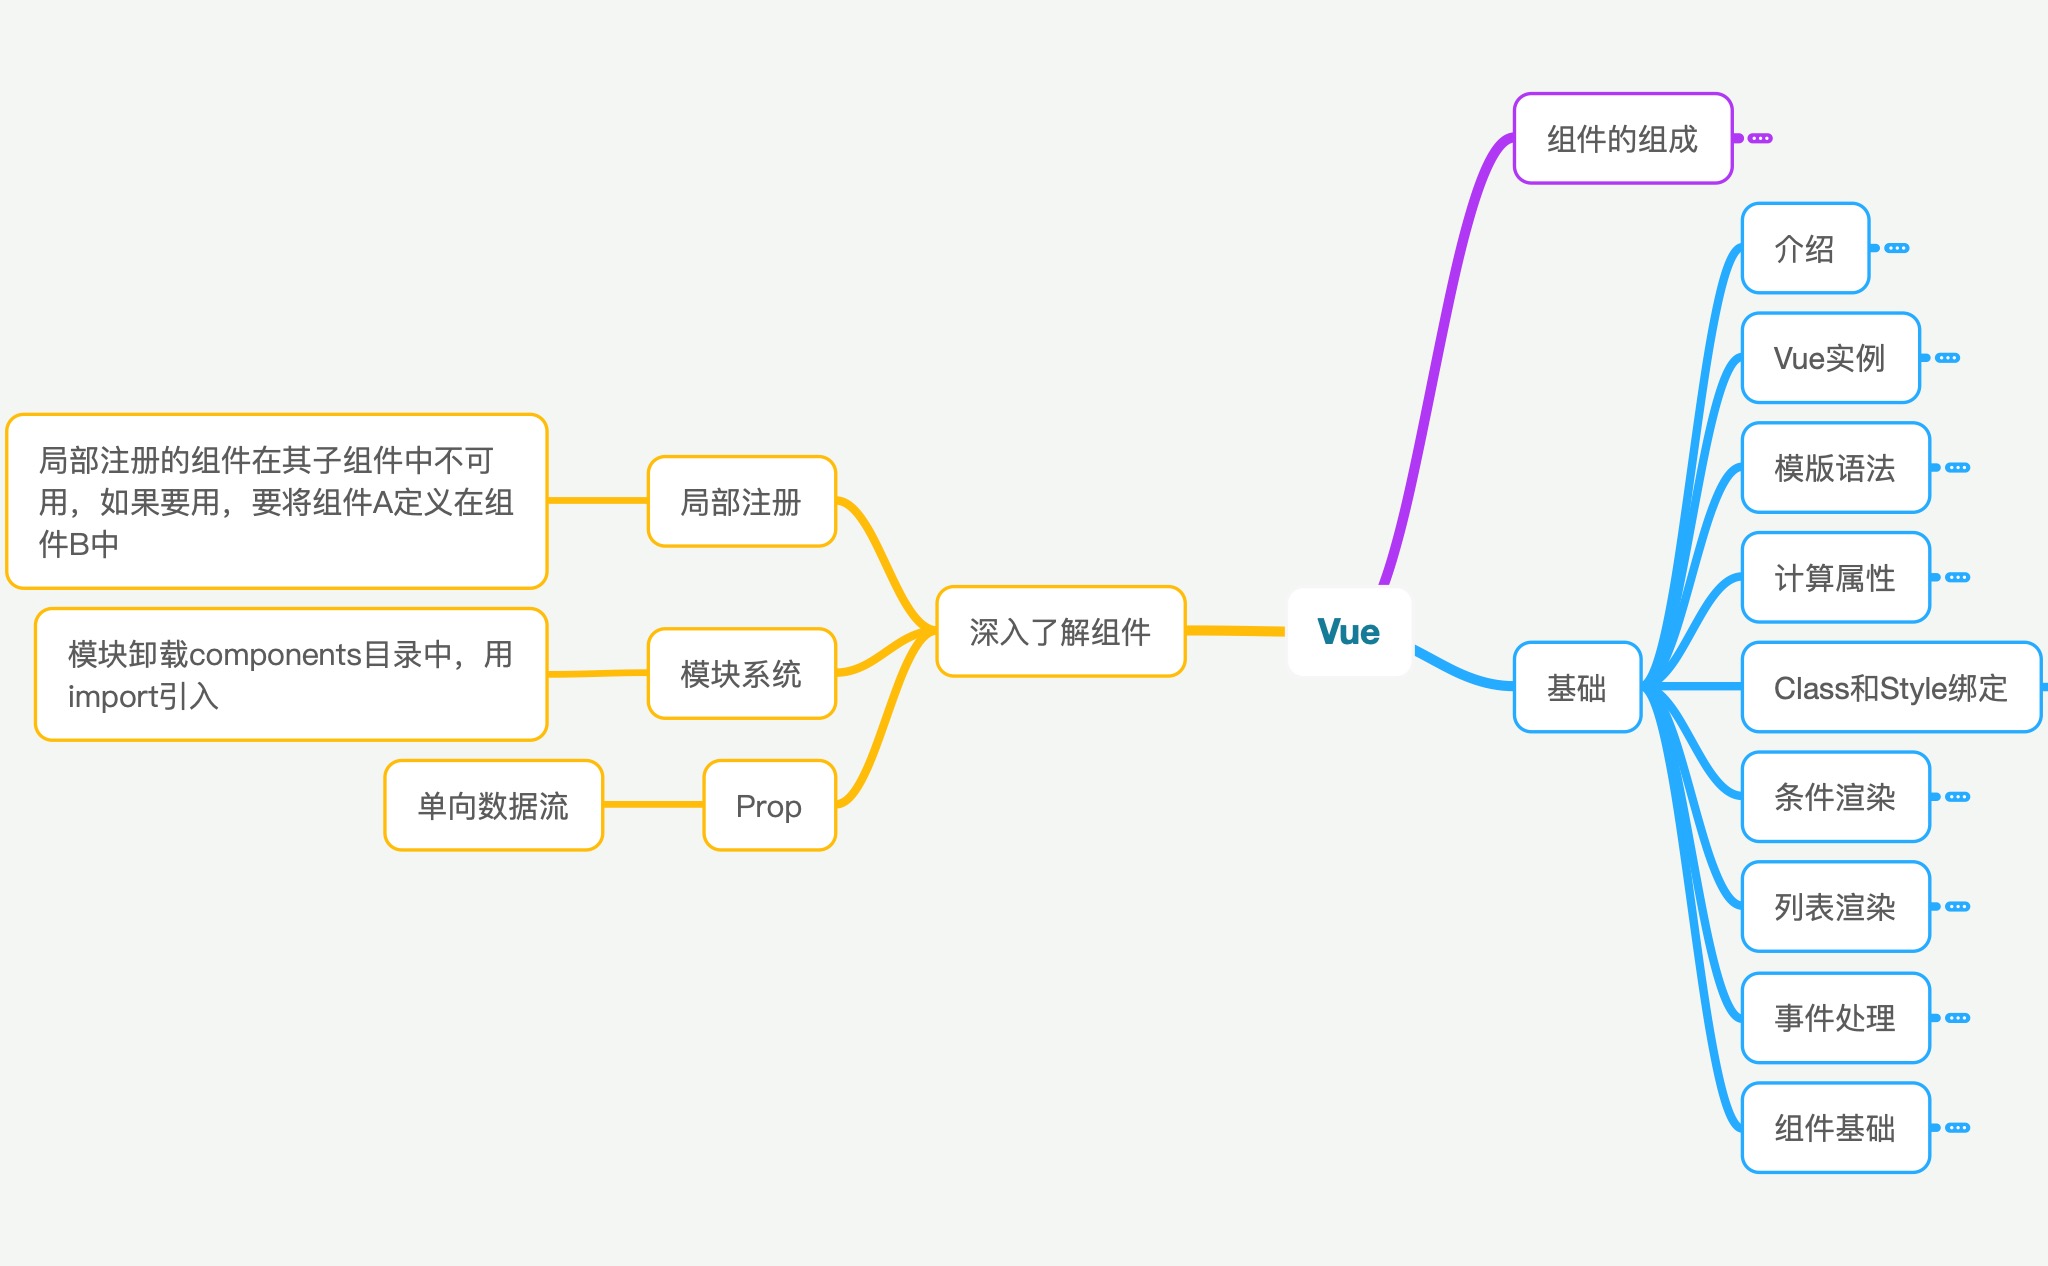 Vue
组件的组成
基础
介绍
Vue实例
模版语法
计算属性
Class和Style绑定
条件渲染
列表渲染
事件处理
组件基础
深入了解组件
局部注册
局部注册的组件在其子组件中不可
用，如果要用，要将组件A定义在组
件B中
模块系统
模块卸载components目录中，用
import引入
Prop
单向数据流